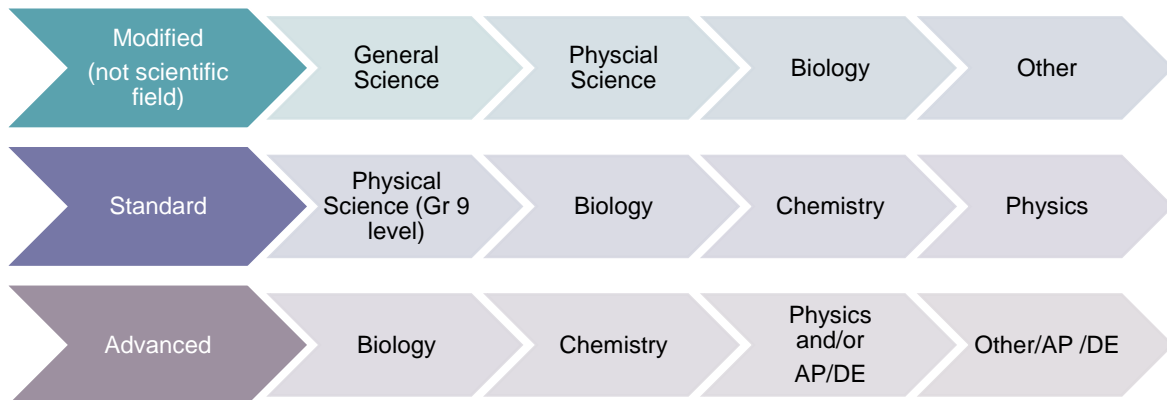 Modified
(not scientific
field)
General
Science
Physcial
Science
Biology
Other
Standard
Physical
Science (Gr 9
level)
Biology
Chemistry
Physics
Advanced
Biology
Chemistry
Physics
and/or
AP/DE
Other/AP /DE